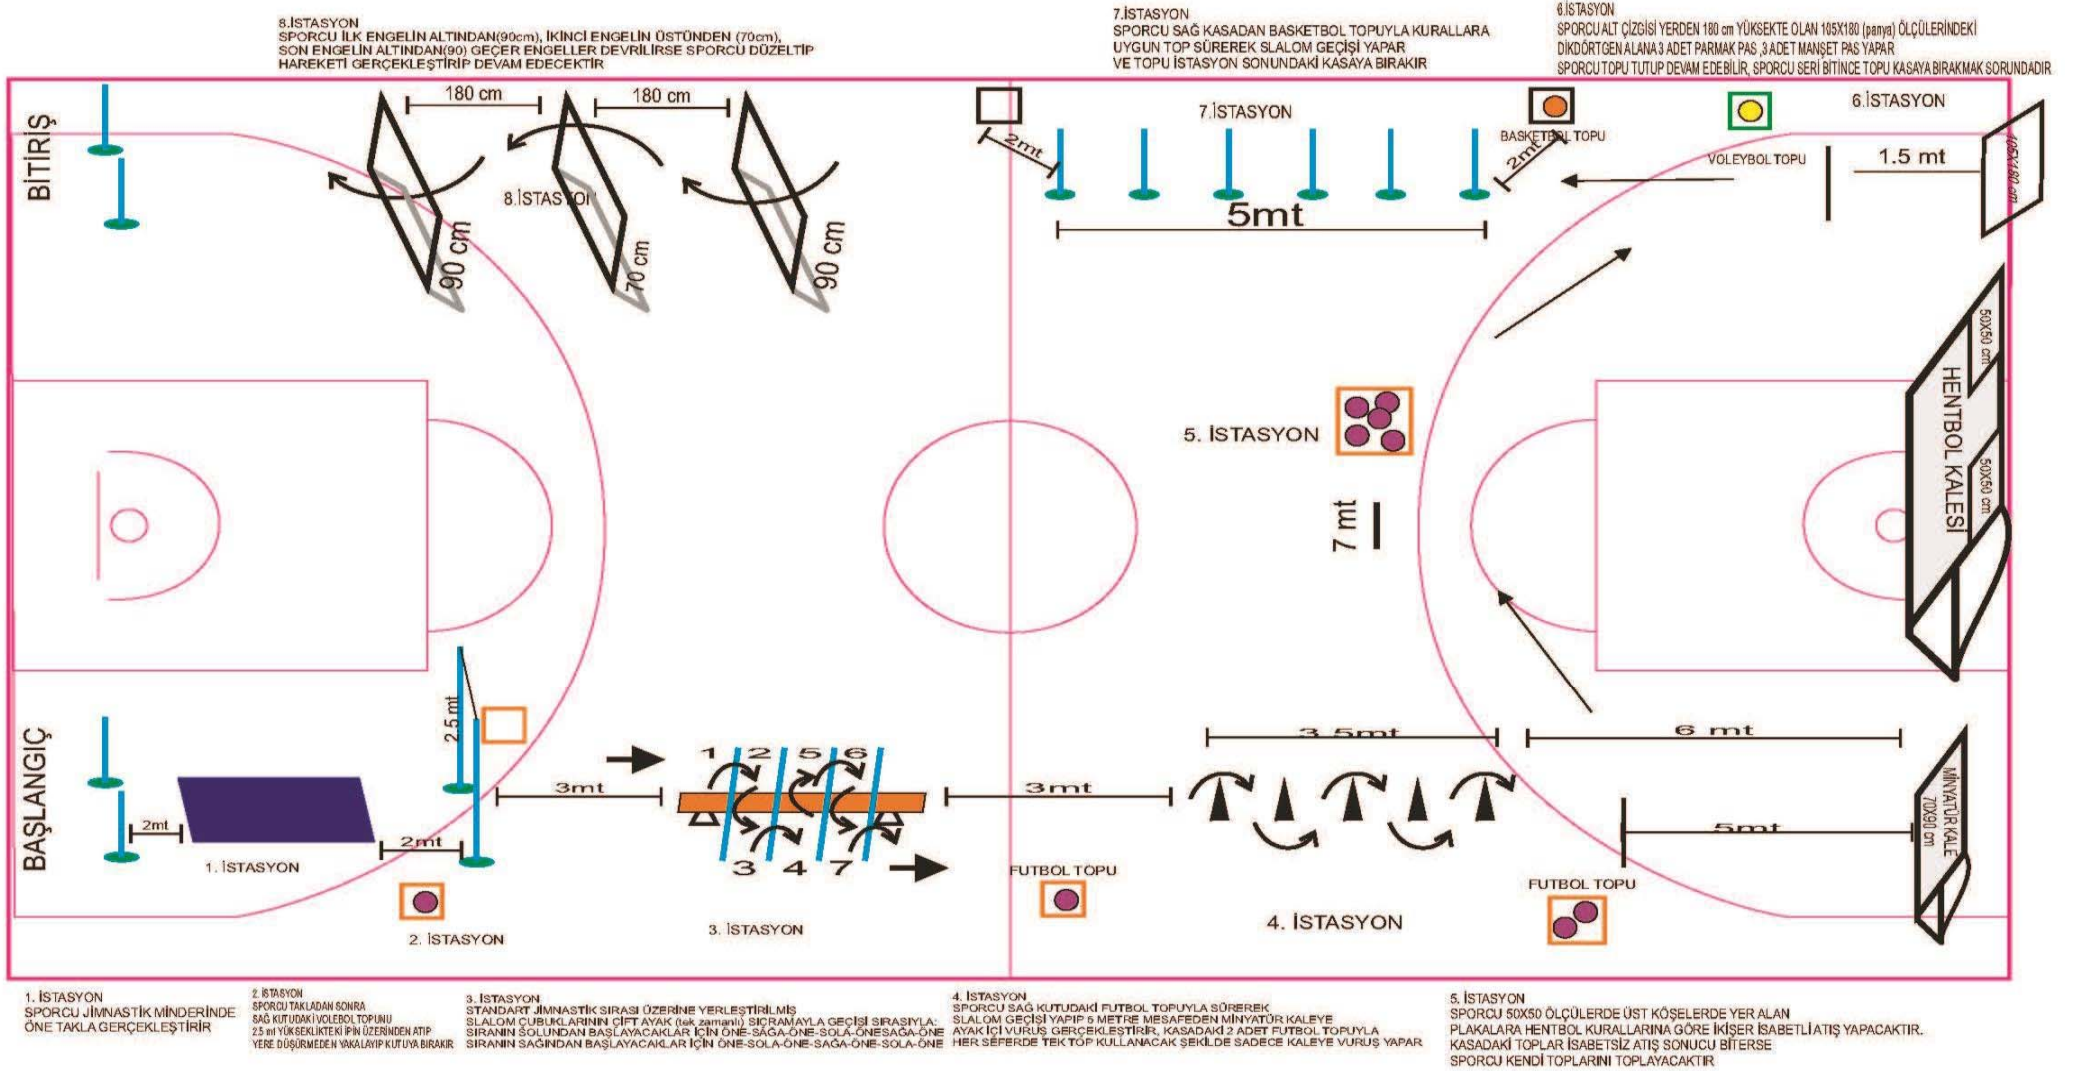 8.İSTASYON
SPORCU İLK ENGELİN ALTINDAN(90cm), İKİNCİ ENGELİN ÜSTÜNDEN (70cm),
SON ENGELİN ALTINDAN(90) GEÇER ENGELLER DEVRİLİRSE SPORCU DÜZELTİP
HAREKETİ GERÇEKLEŞTİRİP DEVAM EDECEKTİR
7.İSTASYON
SPORCU SAĞ KASADAN BASKETBOL TOPUYLA KURALLARA
UYGUN TOP SÜREREK SLALOM GEÇİŞİ YAPAR
VE TOPU İSTASYON SONUNDAKİ KASAYA BIRAKIR
6.İSTASYON
SPORCU ALT ÇİZGİSİ YERDEN 180 cm YÜKSEKTE OLAN 105X180 (panya) ÖLÇÜLERİNDEKİ
DİKDÖRTGEN ALANA 3 ADET PARMAK PAS ,3 ADET MANŞET PAS YAPAR
SPORCU TOPU TUTUP DEVAM EDEBİLİR, SPORCU SERİ BİTİNCE TOPU KASAYA BIRAKMAK SORUNDADIR
BİTİRİŞ
180 cm
180 cm
8.İSTASYON
90 cm
70 cm
90 cm
7.İSTASYON
2mt
BASKETBOL TOPU
2mt
5mt
6.İSTASYON
VOLEYBOL TOPU
1.5 mt
105X180 cm
5. İSTASYON
7 mt
50X50 cm
HENTBOL KALESİ
50X50 cm
BAŞLANGIÇ
2mt
1. İSTASYON
2mt
2.5 mt
2. İSTASYON
3mt
1 2 5 6
3 4 7
3. İSTASYON
3mt
FUTBOL TOPU
3.5mt
4. İSTASYON
6 mt
5mt
FUTBOL TOPU
MİNYATÜR KALE
70X90 cm
1. İSTASYON
SPORCU JİMNASTİK MİNDERİNDE
ÖNE TAKLA GERÇEKLEŞTİRİR
2. İSTASYON
SPORCU TAKLADAN SONRA
SAĞ KUTUDAKİ VOLEBOL TOPUNU
2.5 mt YÜKSEKLİKTEKİ İPİN ÜZERİNDEN ATIP
YERE DÜŞÜRMEDEN YAKALAYIP KUTUYA BIRAKIR
3. İSTASYON
STANDART JİMNASTİK SIRASI ÜZERİNE YERLEŞTİRİLMİŞ
SLALOM ÇUBUKLARININ ÇİFT AYAK (tek zamanlı) SIÇRAMAYLA GEÇİŞİ SIRASIYLA:
SIRANIN SOLUNDAN BAŞLAYACAKLAR İÇİN ÖNE-SAĞA-ÖNE-SOLA-ÖNESAĞA-ÖNE
SIRANIN SAĞINDAN BAŞLAYACAKLAR İÇİN ÖNE-SOLA-ÖNE-SAĞA-ÖNE-SOLA-ÖNE
4. İSTASYON
SPORCU SAĞ KUTUDAKİ FUTBOL TOPUYLA SÜREREK
SLALOM GEÇİŞİ YAPIP 5 METRE MESAFEDEN MİNYATÜR KALEYE
AYAK İÇİ VURUŞ GERÇEKLEŞTİRİR, KASADAKİ 2 ADET FUTBOL TOPUYLA
HER SEFERDE TEK TOP KULLANACAK ŞEKİLDE SADECE KALEYE VURUŞ YAPAR
5. İSTASYON
SPORCU 50X50 ÖLÇÜLERDE ÜST KÖŞELERDE YER ALAN
PLAKALARA HENTBOL KURALLARINA GÖRE İKİŞER İSABETLİ ATIŞ YAPACAKTIR.
KASADAKİ TOPLAR İSABETSİZ ATIŞ SONUCU BİTERSE
SPORCU KENDİ TOPLARINI TOPLAYACAKTIR